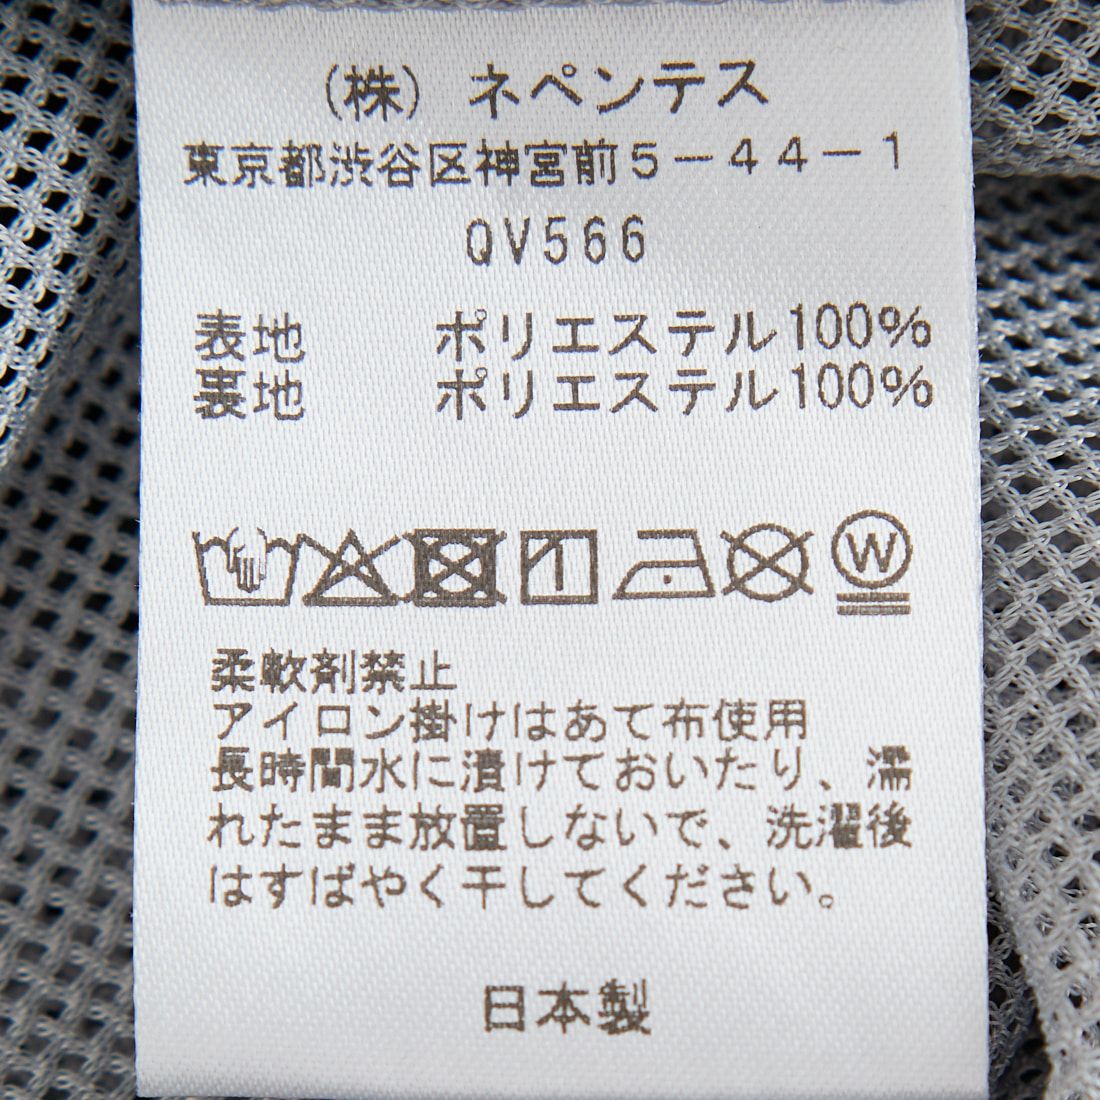 (株) ネペンテス
東京都渋谷区神宮前5－44－1
QV566
表地 ポリエステル100%
裏地 ポリエステル100%
W
柔軟剤禁止
アイロン掛けはあて布使用
長時間水に漬けておいたり、濡
れたまま放置しないで、洗濯後
はすばやく干してください。
日本製